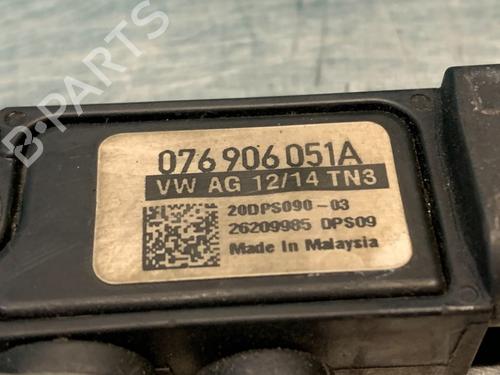 B-PARTS
076 906 051A
VW AG 12/14 TN3
20DPS090-03
26209985 DPS09
Made In Malaysia